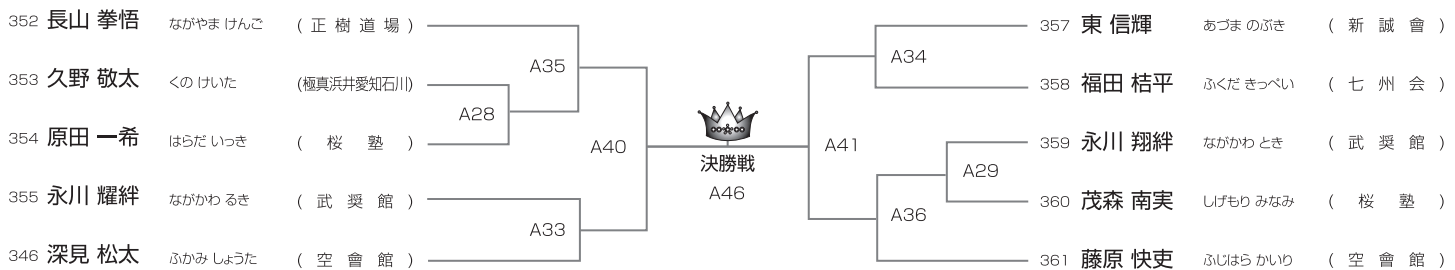 352 長山 拳悟 ながやま けんご ( 正 樹 道 場 )
A35
353 久野 敬太 くの けいた (極真浜井愛知石川)
A28
354 原田 一希 はらだ いっき ( 桜 塾 )
A40
355 永川 耀絆 ながかわ るき ( 武 奨 館 )
A33
346 深見 松太 ふかみ しょうた ( 空 會 館 )
決勝戦
A46
357 東 信輝 あづま のぶき ( 新 誠 會 )
A34
358 福田 桔平 ふくだ きっぺい ( 七 州 会 )
A41
359 永川 翔絆 ながかわ とき ( 武 奨 館 )
A29
360 茂森 南実 しげもり みなみ ( 桜 塾 )
A36
361 藤原 快吏 ふじはら かいり ( 空 會 館 )